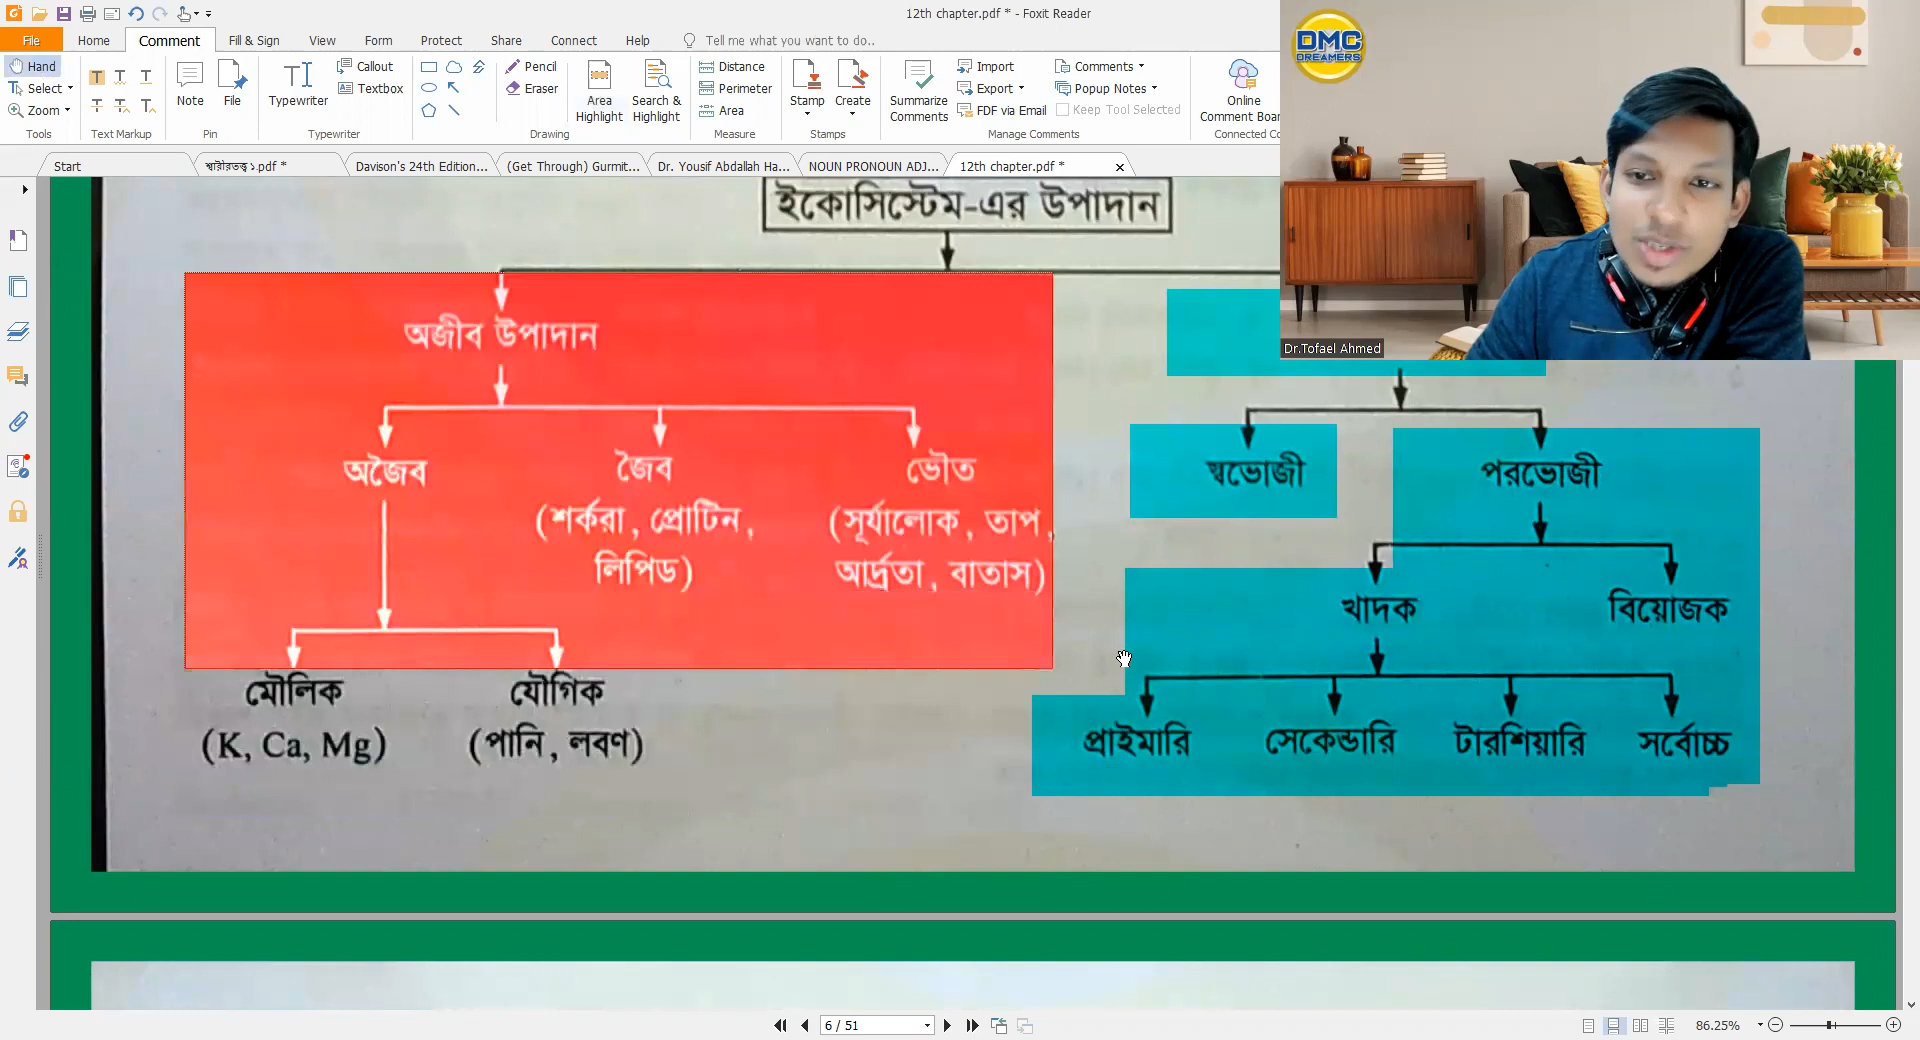 12th chapter.pdf * - Foxit Reader
File Home Comment Fill & Sign View Form Protect Share Connect Help Tell me what you want to do..
Hand
Select
Zoom
Tools
Text Markup
Note File
Pin
Typewriter
Callout
Textbox
Typewriter
Pencil
Eraser
Area Highlight
Search & Highlight
Drawing
Distance
Perimeter
Area
Measure
Stamp Create
Stamps
Summarize Comments
Import
Export
FDF via Email
Comments
Popup Notes
Keep Tool Selected
Manage Comments
Online Comment Boar
Connected Co
DMC
DREAMERS
Dr.Tofael Ahmed
Start
Davison's 24th Edition...
(Get Through) Gurmit...
Dr. Yousif Abdallah Ha...
NOUN PRONOUN ADJ...
12th chapter.pdf *
ইকোসিস্টেম-এর উপাদান
অজীব উপাদান
অজৈব জৈব ভৌত
(শর্করা, প্রোটিন, (সূর্যালোক, তাপ,
লিপিড) আর্দ্রতা, বাতাস)
মৌলিক যৌগিক
(K, Ca, Mg) (পানি, লবণ)
স্বভোজী পরভোজী
খাদক বিয়োজক
প্রাইমারি সেকেন্ডারি টারশিয়ারি সর্বোচ্চ
6 / 51
86.25%